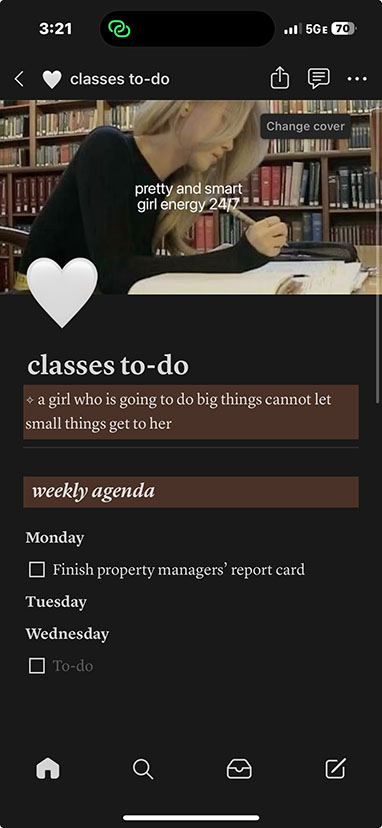 3:21
5GE 70
classes to-do
Change cover
pretty and smart
girl energy 24/7
classes to-do
✧ a girl who is going to do big things cannot let
small things get to her
weekly agenda
Monday
Finish property managers’ report card
Tuesday
Wednesday
To-do